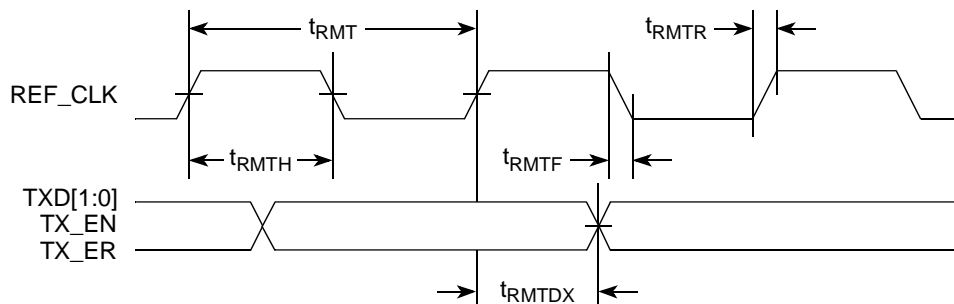 tRMT
tRMTR
REF_CLK
tRMTH
tRMTF
TXD[1:0]
TX_EN
TX_ER
tRMTDX